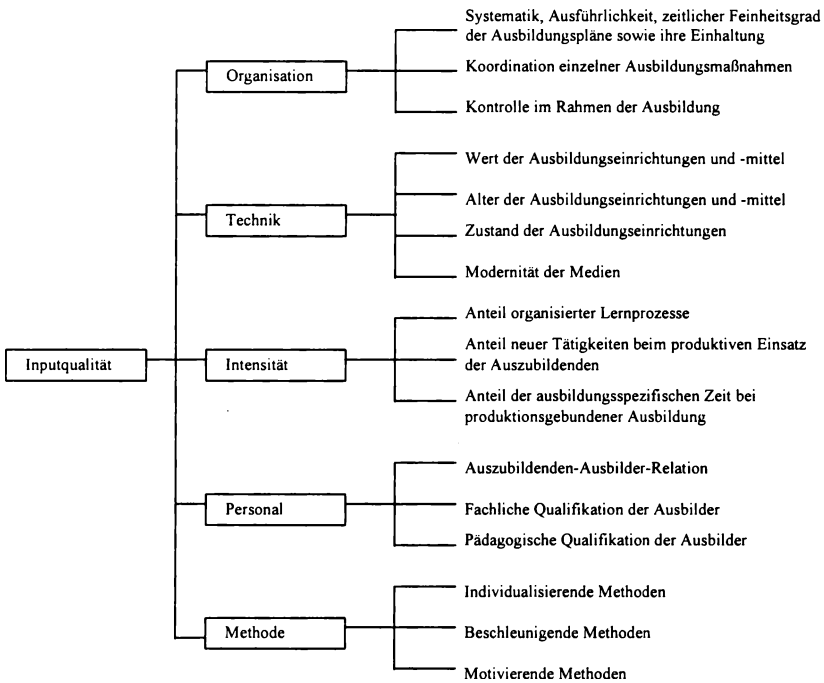 Systematik, Ausführlichkeit, zeitlicher Feinheitsgrad
der Ausbildungspläne sowie ihre Einhaltung
Organisation
Koordination einzelner Ausbildungsmaßnahmen
Kontrolle im Rahmen der Ausbildung
Wert der Ausbildungseinrichtungen und -mittel
Alter der Ausbildungseinrichtungen und -mittel
Technik
Zustand der Ausbildungseinrichtungen
Modernität der Medien
Anteil organisierter Lernprozesse
Inputqualität
Intensität
Anteil neuer Tätigkeiten beim produktiven Einsatz
der Auszubildenden
Anteil der ausbildungsspezifischen Zeit bei
produktionsgebundener Ausbildung
Auszubildenden-Ausbilder-Relation
Personal
Fachliche Qualifikation der Ausbilder
Pädagogische Qualifikation der Ausbilder
Individualisierende Methoden
Methode
Beschleunigende Methoden
Motivierende Methoden